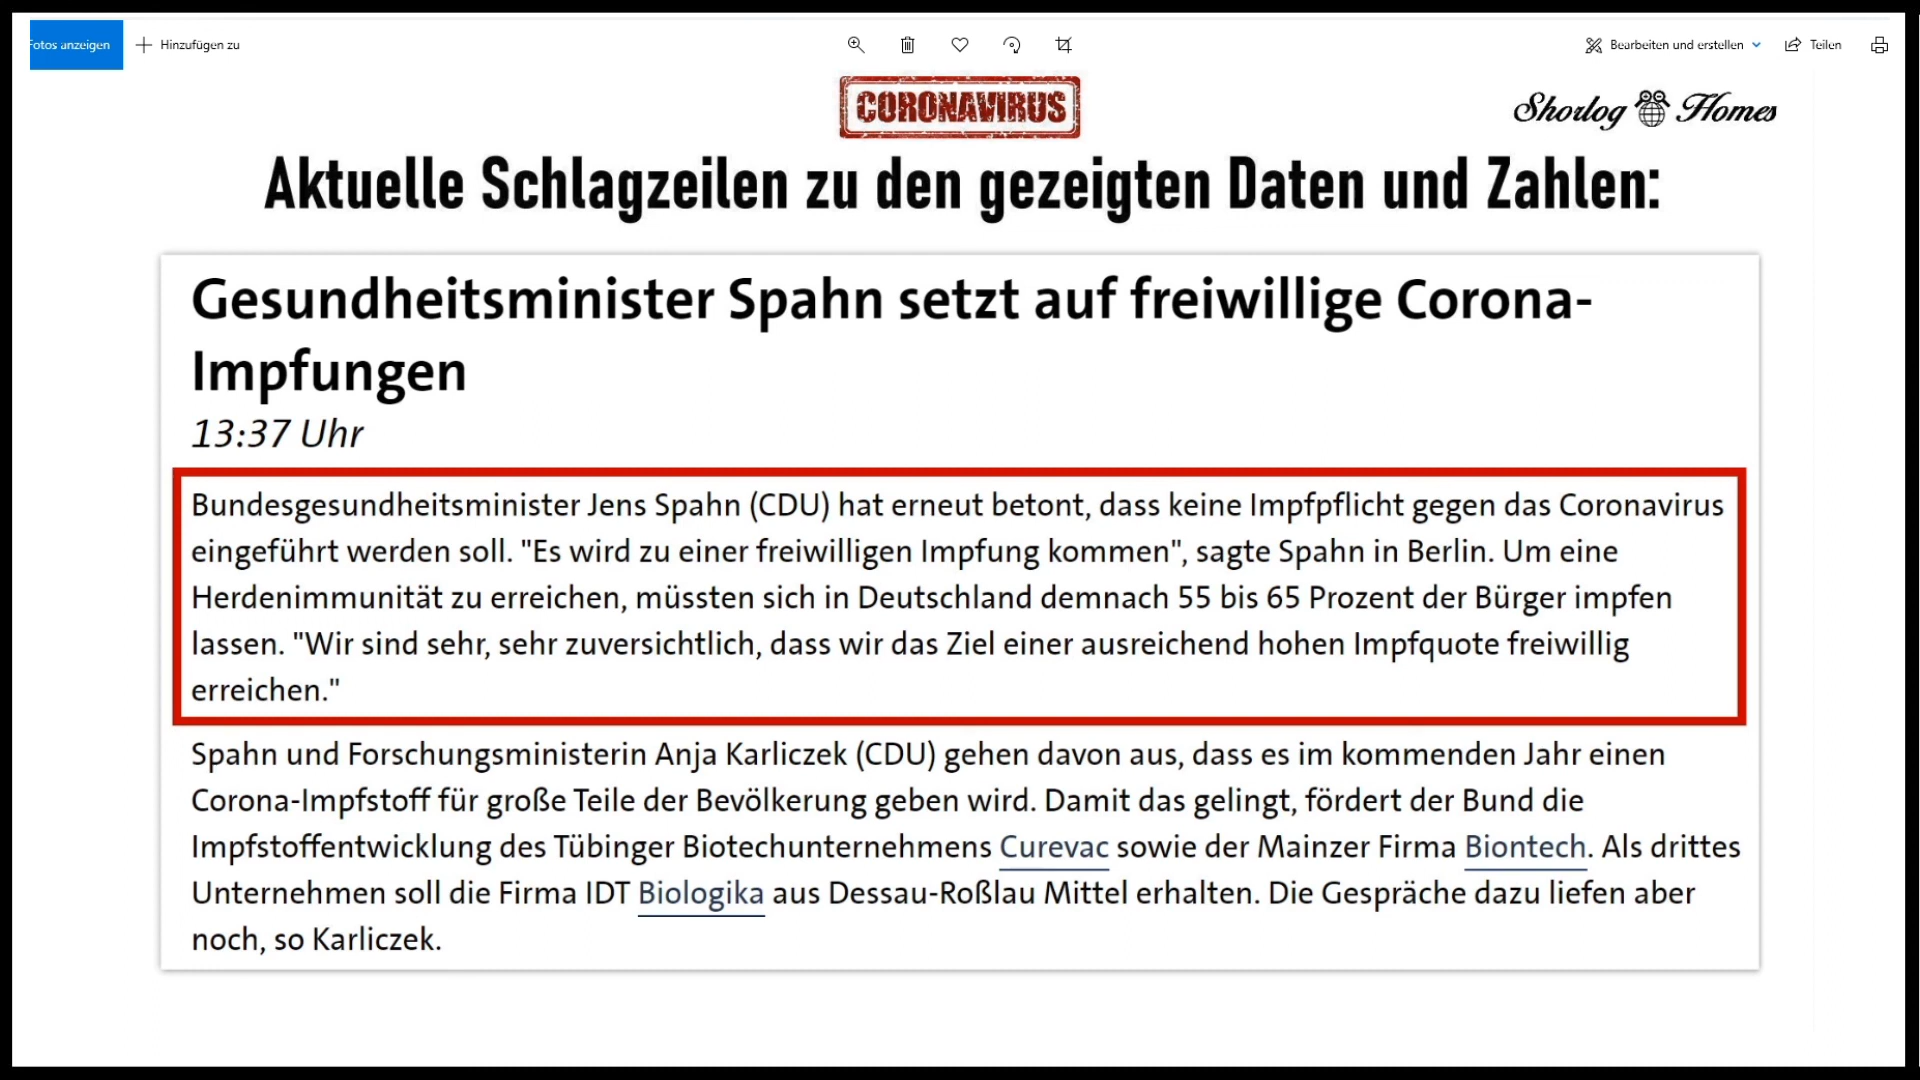 Fotos anzeigen
Hinzufügen zu
Bearbeiten und erstellen
Teilen
CORONAVIRUS
Shorlog Homes
Aktuelle Schlagzeilen zu den gezeigten Daten und Zahlen:
Gesundheitsminister Spahn setzt auf freiwillige Corona-
Impfungen
13:37 Uhr
Bundesgesundheitsminister Jens Spahn (CDU) hat erneut betont, dass keine Impfpflicht gegen das Coronavirus
eingeführt werden soll. "Es wird zu einer freiwilligen Impfung kommen", sagte Spahn in Berlin. Um eine
Herdenimmunität zu erreichen, müssten sich in Deutschland demnach 55 bis 65 Prozent der Bürger impfen
lassen. "Wir sind sehr, sehr zuversichtlich, dass wir das Ziel einer ausreichend hohen Impfquote freiwillig
erreichen."
Spahn und Forschungsministerin Anja Karliczek (CDU) gehen davon aus, dass es im kommenden Jahr einen
Corona-Impfstoff für große Teile der Bevölkerung geben wird. Damit das gelingt, fördert der Bund die
Impfstoffentwicklung des Tübinger Biotechunternehmens Curevac sowie der Mainzer Firma Biontech. Als drittes
Unternehmen soll die Firma IDT Biologika aus Dessau-Roßlau Mittel erhalten. Die Gespräche dazu liefen aber
noch, so Karliczek.